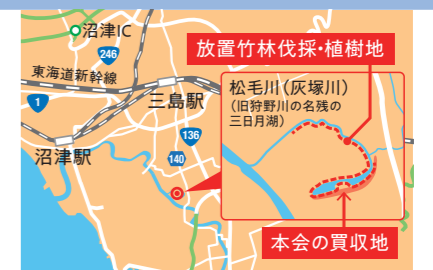 沼津IC
246
放置竹林伐採・植樹地
東海道新幹線
1
三島駅
松毛川(灰塚川)
(旧狩野川の名残の
三日月湖)
136
沼津駅
140
本会の買収地